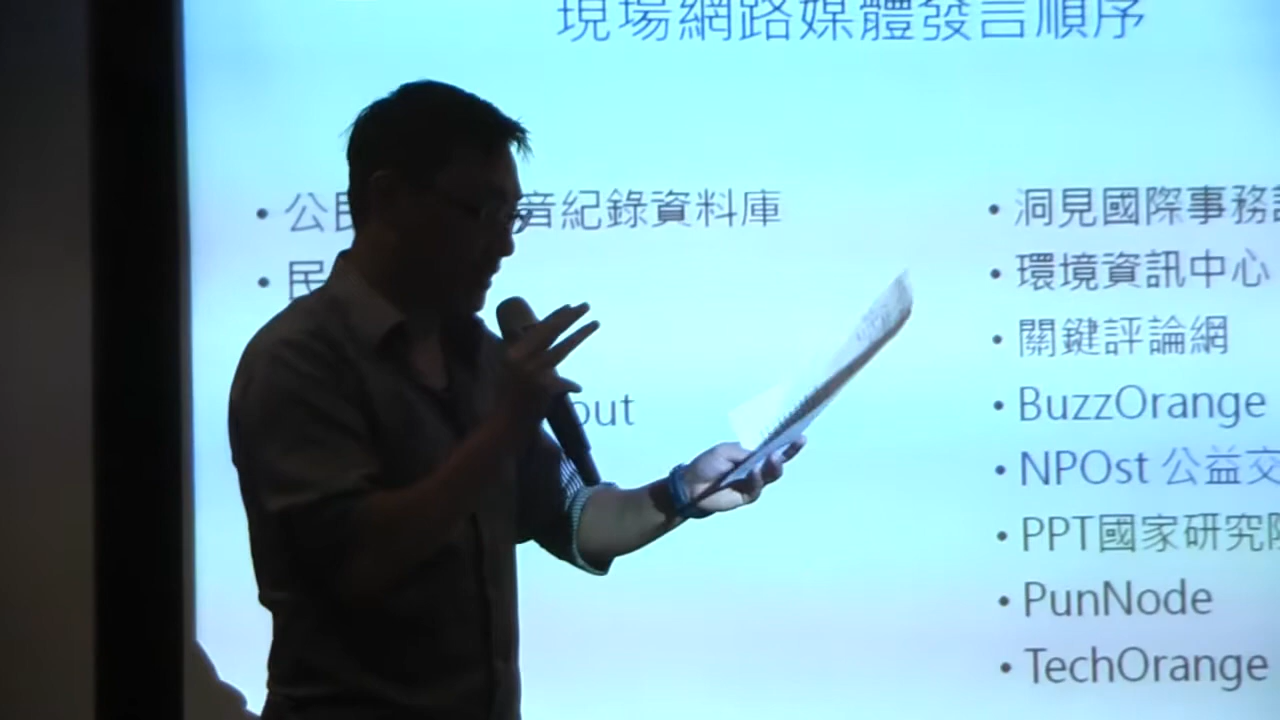 現場網路媒體發言順序
• 公民 音紀錄資料庫
• 民
out
• 洞見國際事務評
• 環境資訊中心
• 關鍵評論網
• BuzzOrange
• NPOst 公益交
• PPT國家研究院
• PunNode
• TechOrange